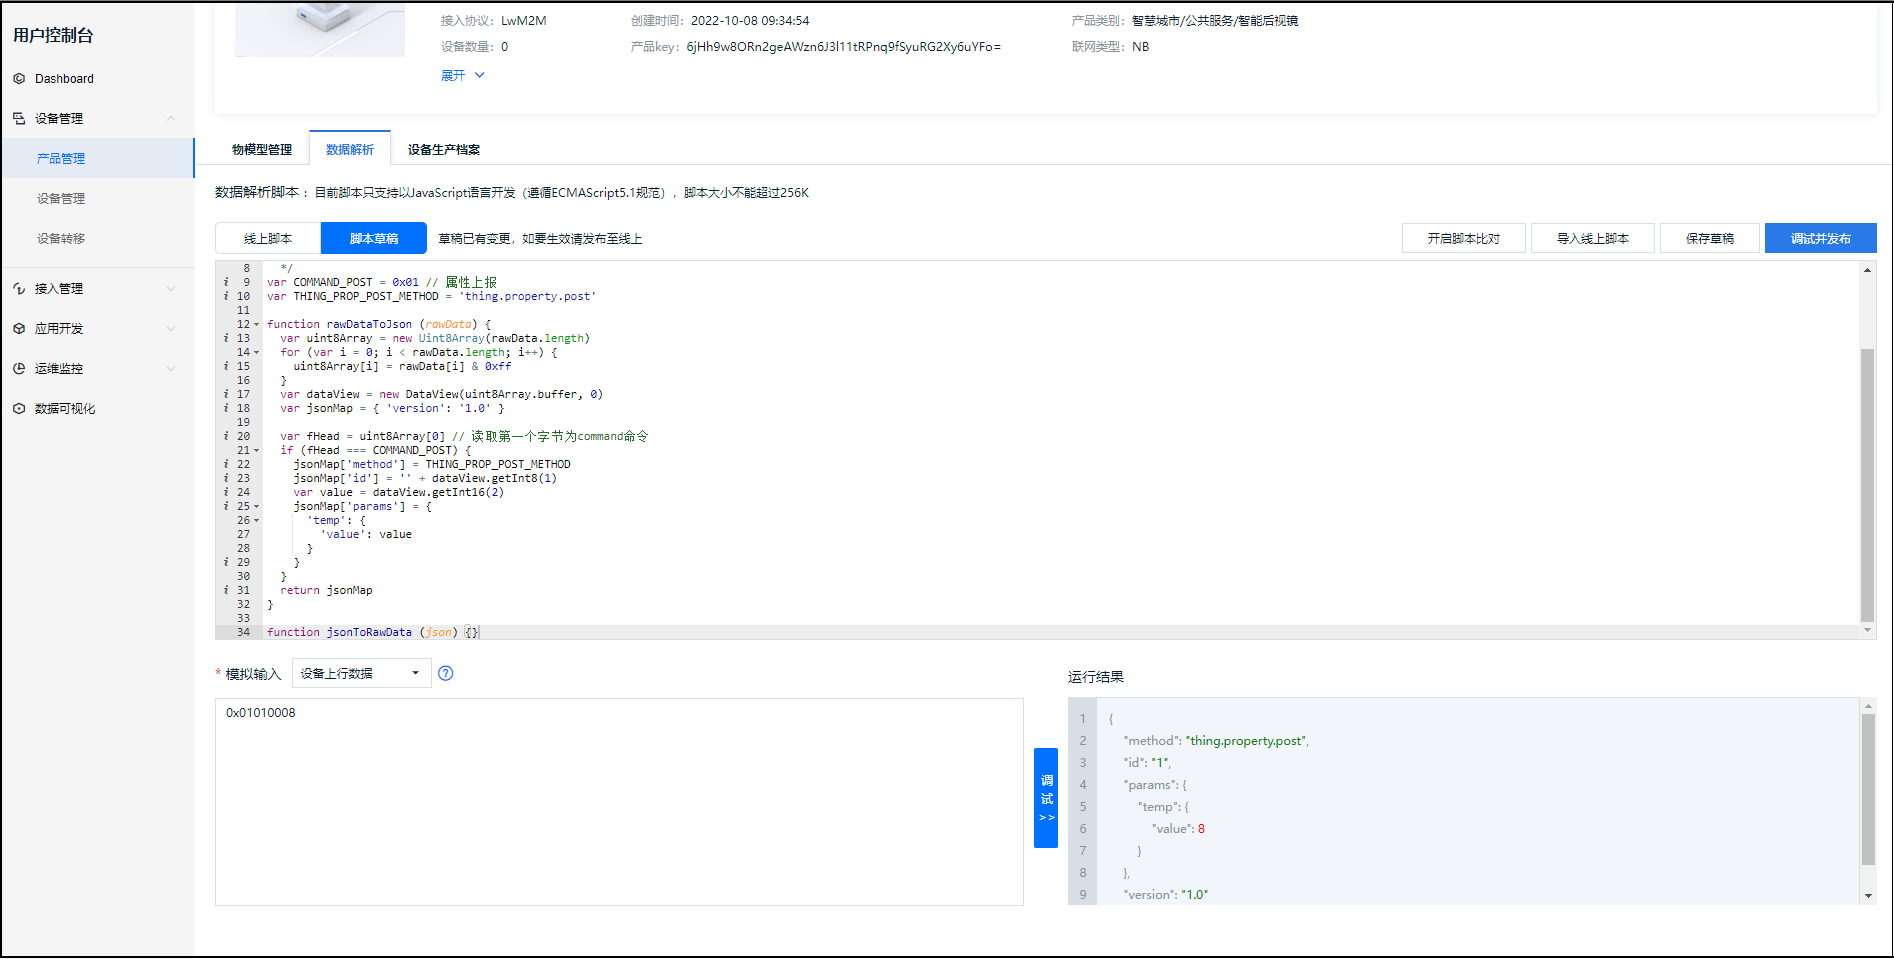 用户控制台
Dashboard
设备管理
产品管理
设备管理
设备转移
接入管理
应用开发
运维监控
数据可视化
接入协议： LwM2M
创建时间： 2022-10-08 09:34:54
产品类别： 智慧城市/公共服务/智能后视镜
设备数量： 0
产品key： 6jHh9w8ORn2geAWzn6J3l11tRPnq9fSyuRG2Xy6uYFo=
联网类型： NB
展开
物模型管理 数据解析 设备生产档案
数据解析脚本 ：目前脚本只支持以JavaScript语言开发（遵循ECMAScript5.1规范），脚本大小不能超过256K
线上脚本 脚本草稿 草稿已有变更，如要生效请发布至线上
开启脚本比对 导入线上脚本 保存草稿 调试并发布
8 */
i 9 var COMMAND_POST = 0x01 // 属性上报
i 10 var THING_PROP_POST_METHOD = 'thing.property.post'
11
12 function rawDataToJson (rawData) {
i 13 var uint8Array = new Uint8Array(rawData.length)
14 for (var i = 0; i < rawData.length; i++) {
i 15 uint8Array[i] = rawData[i] & 0xff
16 }
i 17 var dataView = new DataView(uint8Array.buffer, 0)
i 18 var jsonMap = { 'version': '1.0' }
19
i 20 var fHead = uint8Array[0] // 读取第一个字节为command命令
21 if (fHead === COMMAND_POST) {
i 22 jsonMap['method'] = THING_PROP_POST_METHOD
i 23 jsonMap['id'] = '' + dataView.getInt8(1)
i 24 var value = dataView.getInt16(2)
i 25 jsonMap['params'] = {
26 'temp': {
27 'value': value
28 }
i 29 }
30 }
i 31 return jsonMap
32 }
33
34 function jsonToRawData (json) {}
* 模拟输入 设备上行数据 ?
0x01010008
调
试
>>
运行结果
1 {
2 "method": "thing.property.post",
3 "id": "1",
4 "params": {
5 "temp": {
6 "value": 8
7 }
8 },
9 "version": "1.0"